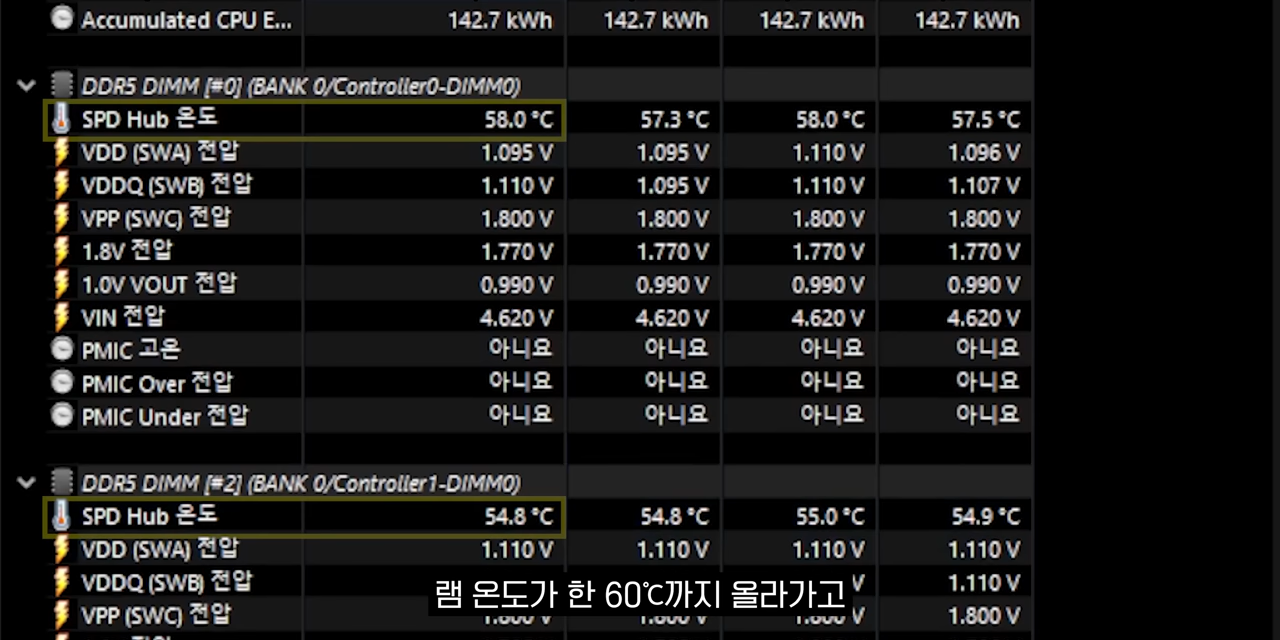 Accumulated CPU E... 142.7 kWh 142.7 kWh 142.7 kWh 142.7 kWh
DDR5 DIMM [#0] (BANK 0/Controller0-DIMM0)
SPD Hub 온도 58.0 °C 57.3 °C 58.0 °C 57.5 °C
VDD (SWA) 전압 1.095 V 1.095 V 1.110 V 1.096 V
VDDQ (SWB) 전압 1.110 V 1.095 V 1.110 V 1.107 V
VPP (SWC) 전압 1.800 V 1.800 V 1.800 V 1.800 V
1.8V 전압 1.770 V 1.770 V 1.770 V 1.770 V
1.0V VOUT 전압 0.990 V 0.990 V 0.990 V 0.990 V
VIN 전압 4.620 V 4.620 V 4.620 V 4.620 V
PMIC 고온 아니요 아니요 아니요 아니요
PMIC Over 전압 아니요 아니요 아니요 아니요
PMIC Under 전압 아니요 아니요 아니요 아니요
DDR5 DIMM [#2] (BANK 0/Controller1-DIMM0)
SPD Hub 온도 54.8 °C 54.8 °C 55.0 °C 54.9 °C
VDD (SWA) 전압 1.110 V 1.110 V 1.110 V 1.110 V
VDDQ (SWB) 전압 V 1.110 V
램 온도가 한 60℃까지 올라가고
VPP (SWC) 전압 1.800 V 1.800 V 1.800 V 1.800 V